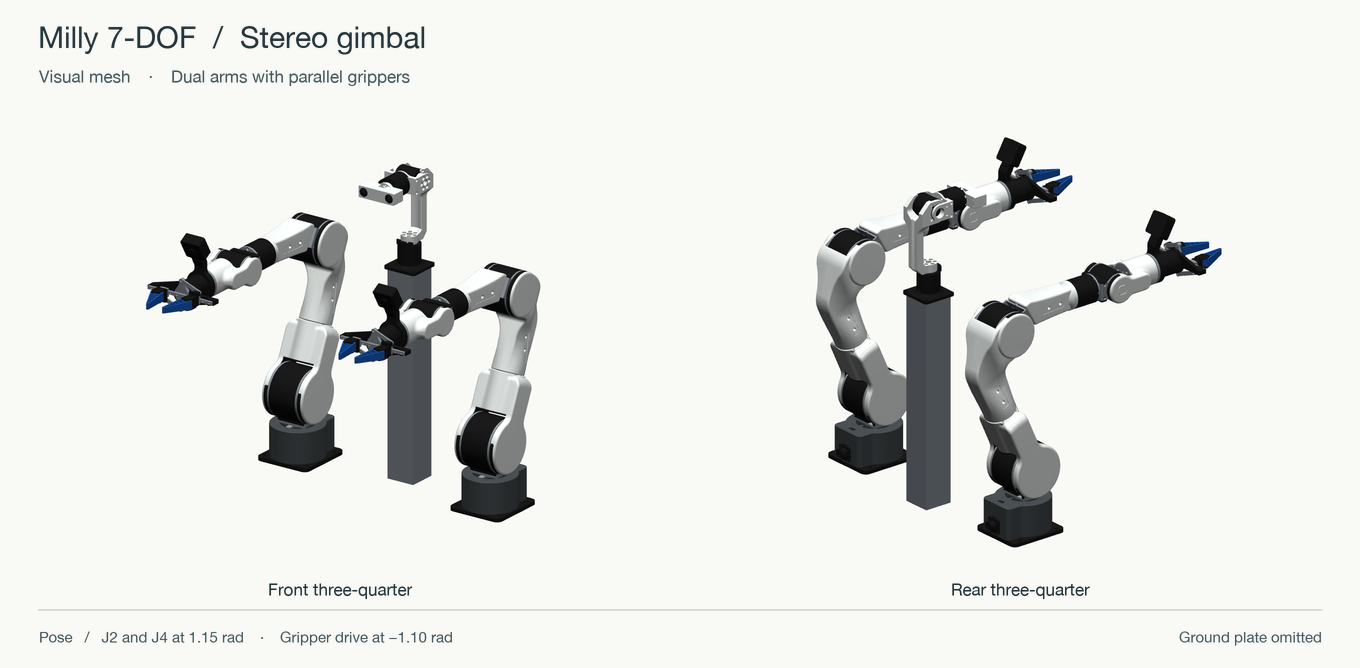 Milly 7-DOF / Stereo gimbal
Visual mesh · Dual arms with parallel grippers
Front three-quarter
Rear three-quarter
Pose / J2 and J4 at 1.15 rad · Gripper drive at −1.10 rad
Ground plate omitted